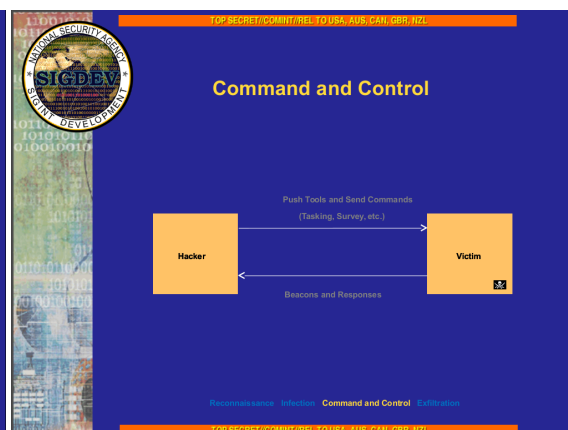 TOP SECRET//COMINT//REL TO USA, AUS, CAN, GBR, NZL
NATIONAL SECURITY AGENCY
SIGDEV
SIGINT DEVELOPMENT
Command and Control
Push Tools and Send Commands
(Tasking, Survey, etc.)
Hacker
Victim
Beacons and Responses
Reconnaissance Infection Command and Control Exfiltration
TOP SECRET//COMINT//REL TO USA, AUS, CAN, GBR, NZL